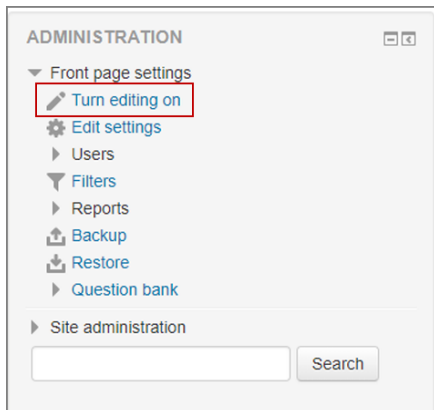 ADMINISTRATION
Front page settings
Turn editing on
Edit settings
Users
Filters
Reports
Backup
Restore
Question bank
Site administration
Search